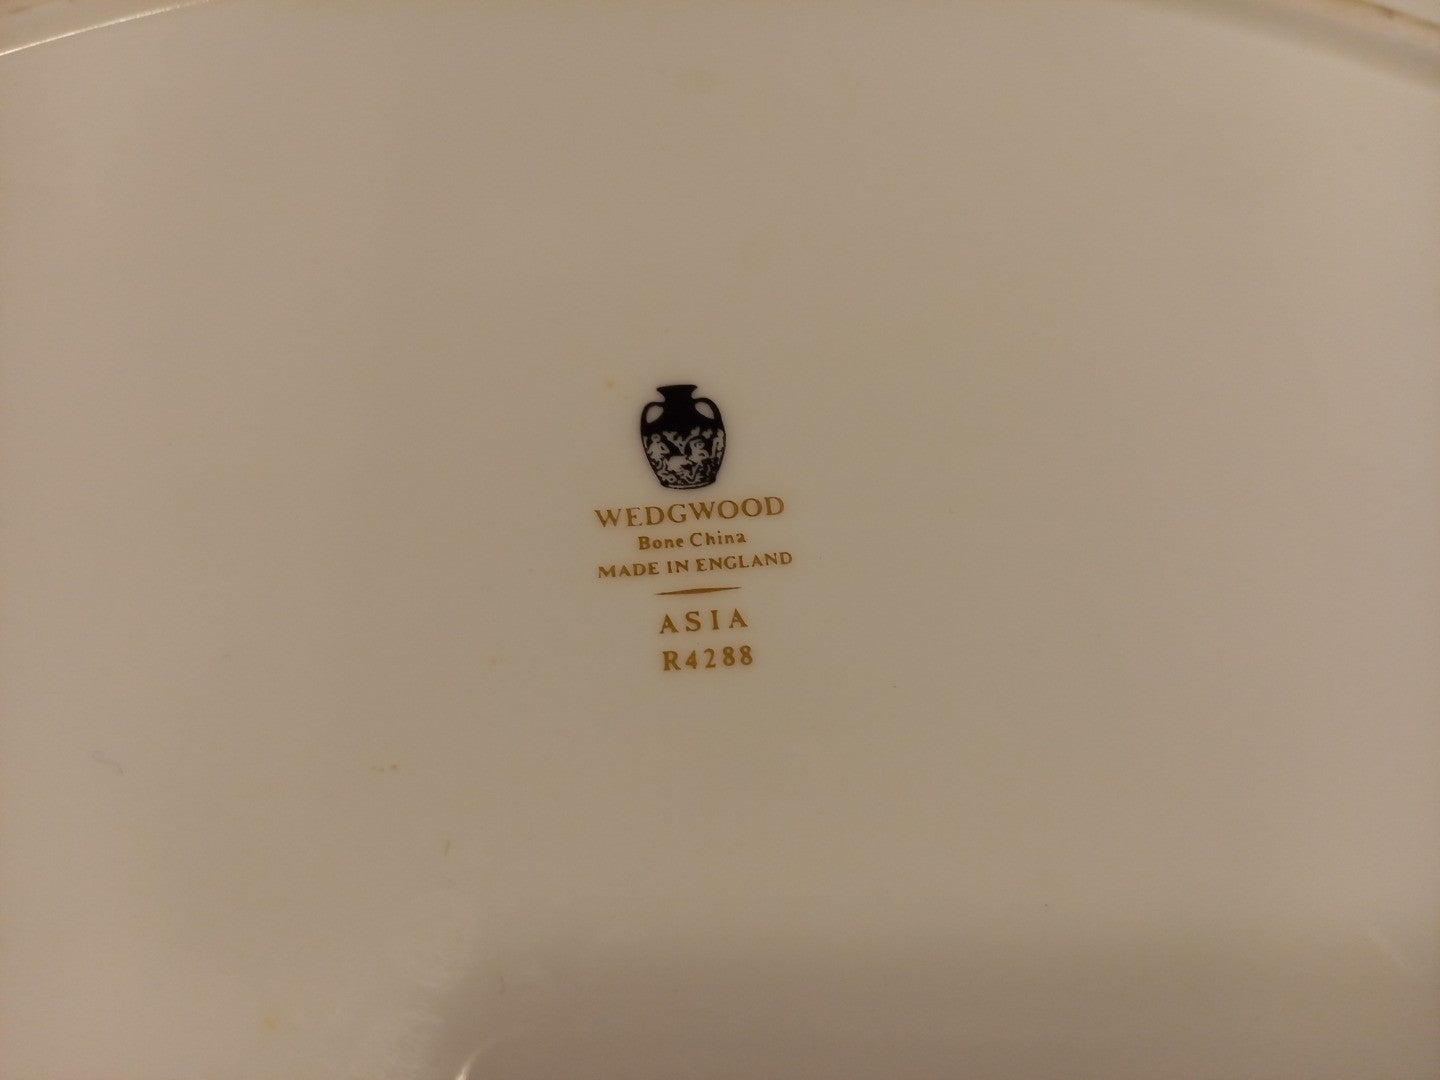 WEDGWOOD
Bone China
MADE IN ENGLAND
ASIA
R4288